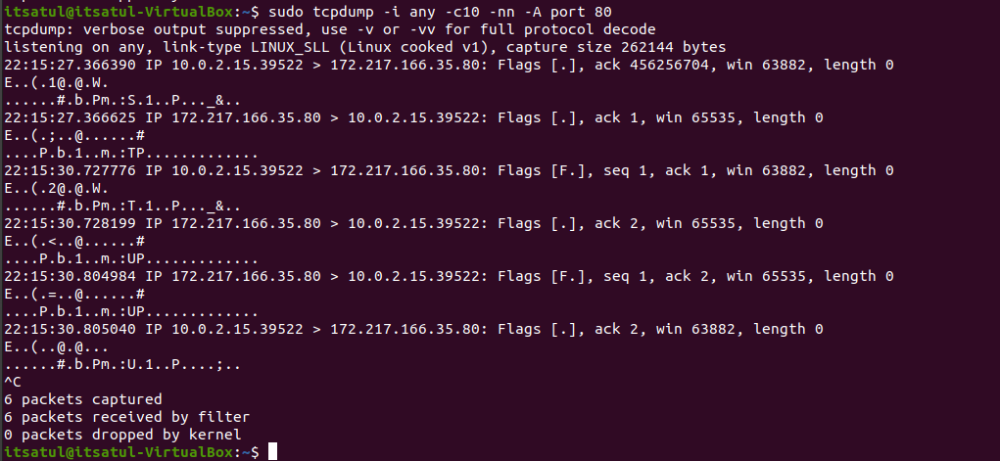 itsatul@itsatul-VirtualBox:~$ sudo tcpdump -i any -c10 -nn -A port 80
tcpdump: verbose output suppressed, use -v or -vv for full protocol decode
listening on any, link-type LINUX_SLL (Linux cooked v1), capture size 262144 bytes
22:15:27.366390 IP 10.0.2.15.39522 > 172.217.166.35.80: Flags [.], ack 456256704, win 63882, length 0
E..(.1@.@.W.
......#.b.Pm.:S.1..P..._&..
22:15:27.366625 IP 172.217.166.35.80 > 10.0.2.15.39522: Flags [.], ack 1, win 65535, length 0
E..(.;..@......#
....P.b.1..m.:TP.............
22:15:30.727776 IP 10.0.2.15.39522 > 172.217.166.35.80: Flags [F.], seq 1, ack 1, win 63882, length 0
E..(.2@.@.W.
......#.b.Pm.:T.1..P..._&..
22:15:30.728199 IP 172.217.166.35.80 > 10.0.2.15.39522: Flags [.], ack 2, win 65535, length 0
E..(.<..@......#
....P.b.1..m.:UP.............
22:15:30.804984 IP 172.217.166.35.80 > 10.0.2.15.39522: Flags [F.], seq 1, ack 2, win 65535, length 0
E..(.=..@......#
....P.b.1..m.:UP.............
22:15:30.805040 IP 10.0.2.15.39522 > 172.217.166.35.80: Flags [.], ack 2, win 63882, length 0
E..(..@.@...
......#.b.Pm.:U.1..P....;..
^C
6 packets captured
6 packets received by filter
0 packets dropped by kernel
itsatul@itsatul-VirtualBox:~$